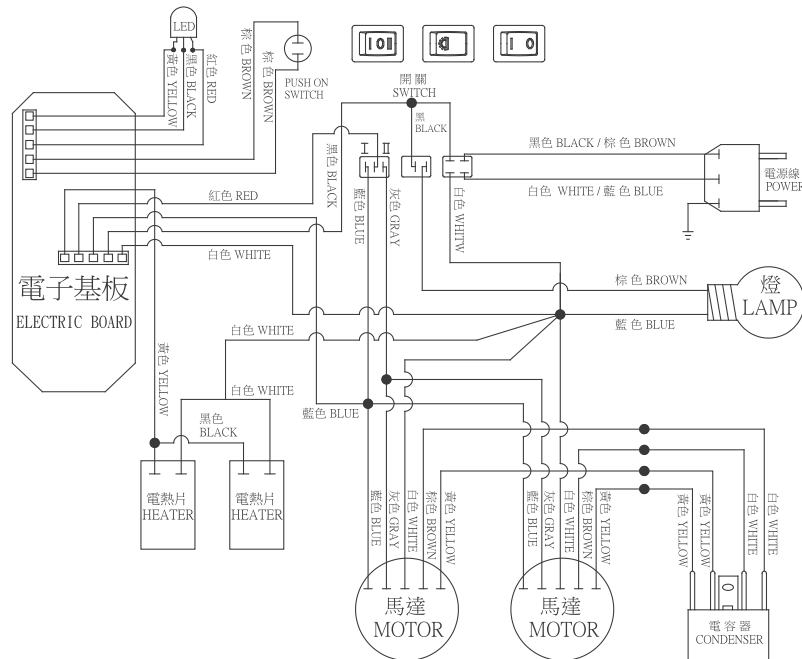 LED
黃色 YELLOW
黑色 BLACK
紅色 RED
棕色 BROWN
棕色 BROWN
PUSH ON
SWITCH
I O II
I O
開 關
SWITCH
黑
BLACK
黑色 BLACK
I II
藍色 BLUE
灰色 GRAY
白色 WHITW
黑色 BLACK / 棕 色 BROWN
白色 WHITE / 藍 色 BLUE
電源線
POWER
紅色 RED
白色 WHITE
電子基板
ELECTRIC BOARD
棕 色 BROWN
藍 色 BLUE
燈
LAMP
白色 WHITE
白色 WHITE
黃色 YELLOW
黑色
BLACK
藍色 BLUE
電熱片
HEATER
電熱片
HEATER
藍色 BLUE
灰色 GRAY
白色 WHITE
棕色 BROWN
黃色 YELLOW
馬達
MOTOR
藍色 BLUE
灰色 GRAY
白色 WHITE
棕色 BROWN
黃色 YELLOW
馬達
MOTOR
黃色 YELLOW
黃色 YELLOW
白色 WHITE
白色 WHITE
電 容 器
CONDENSER